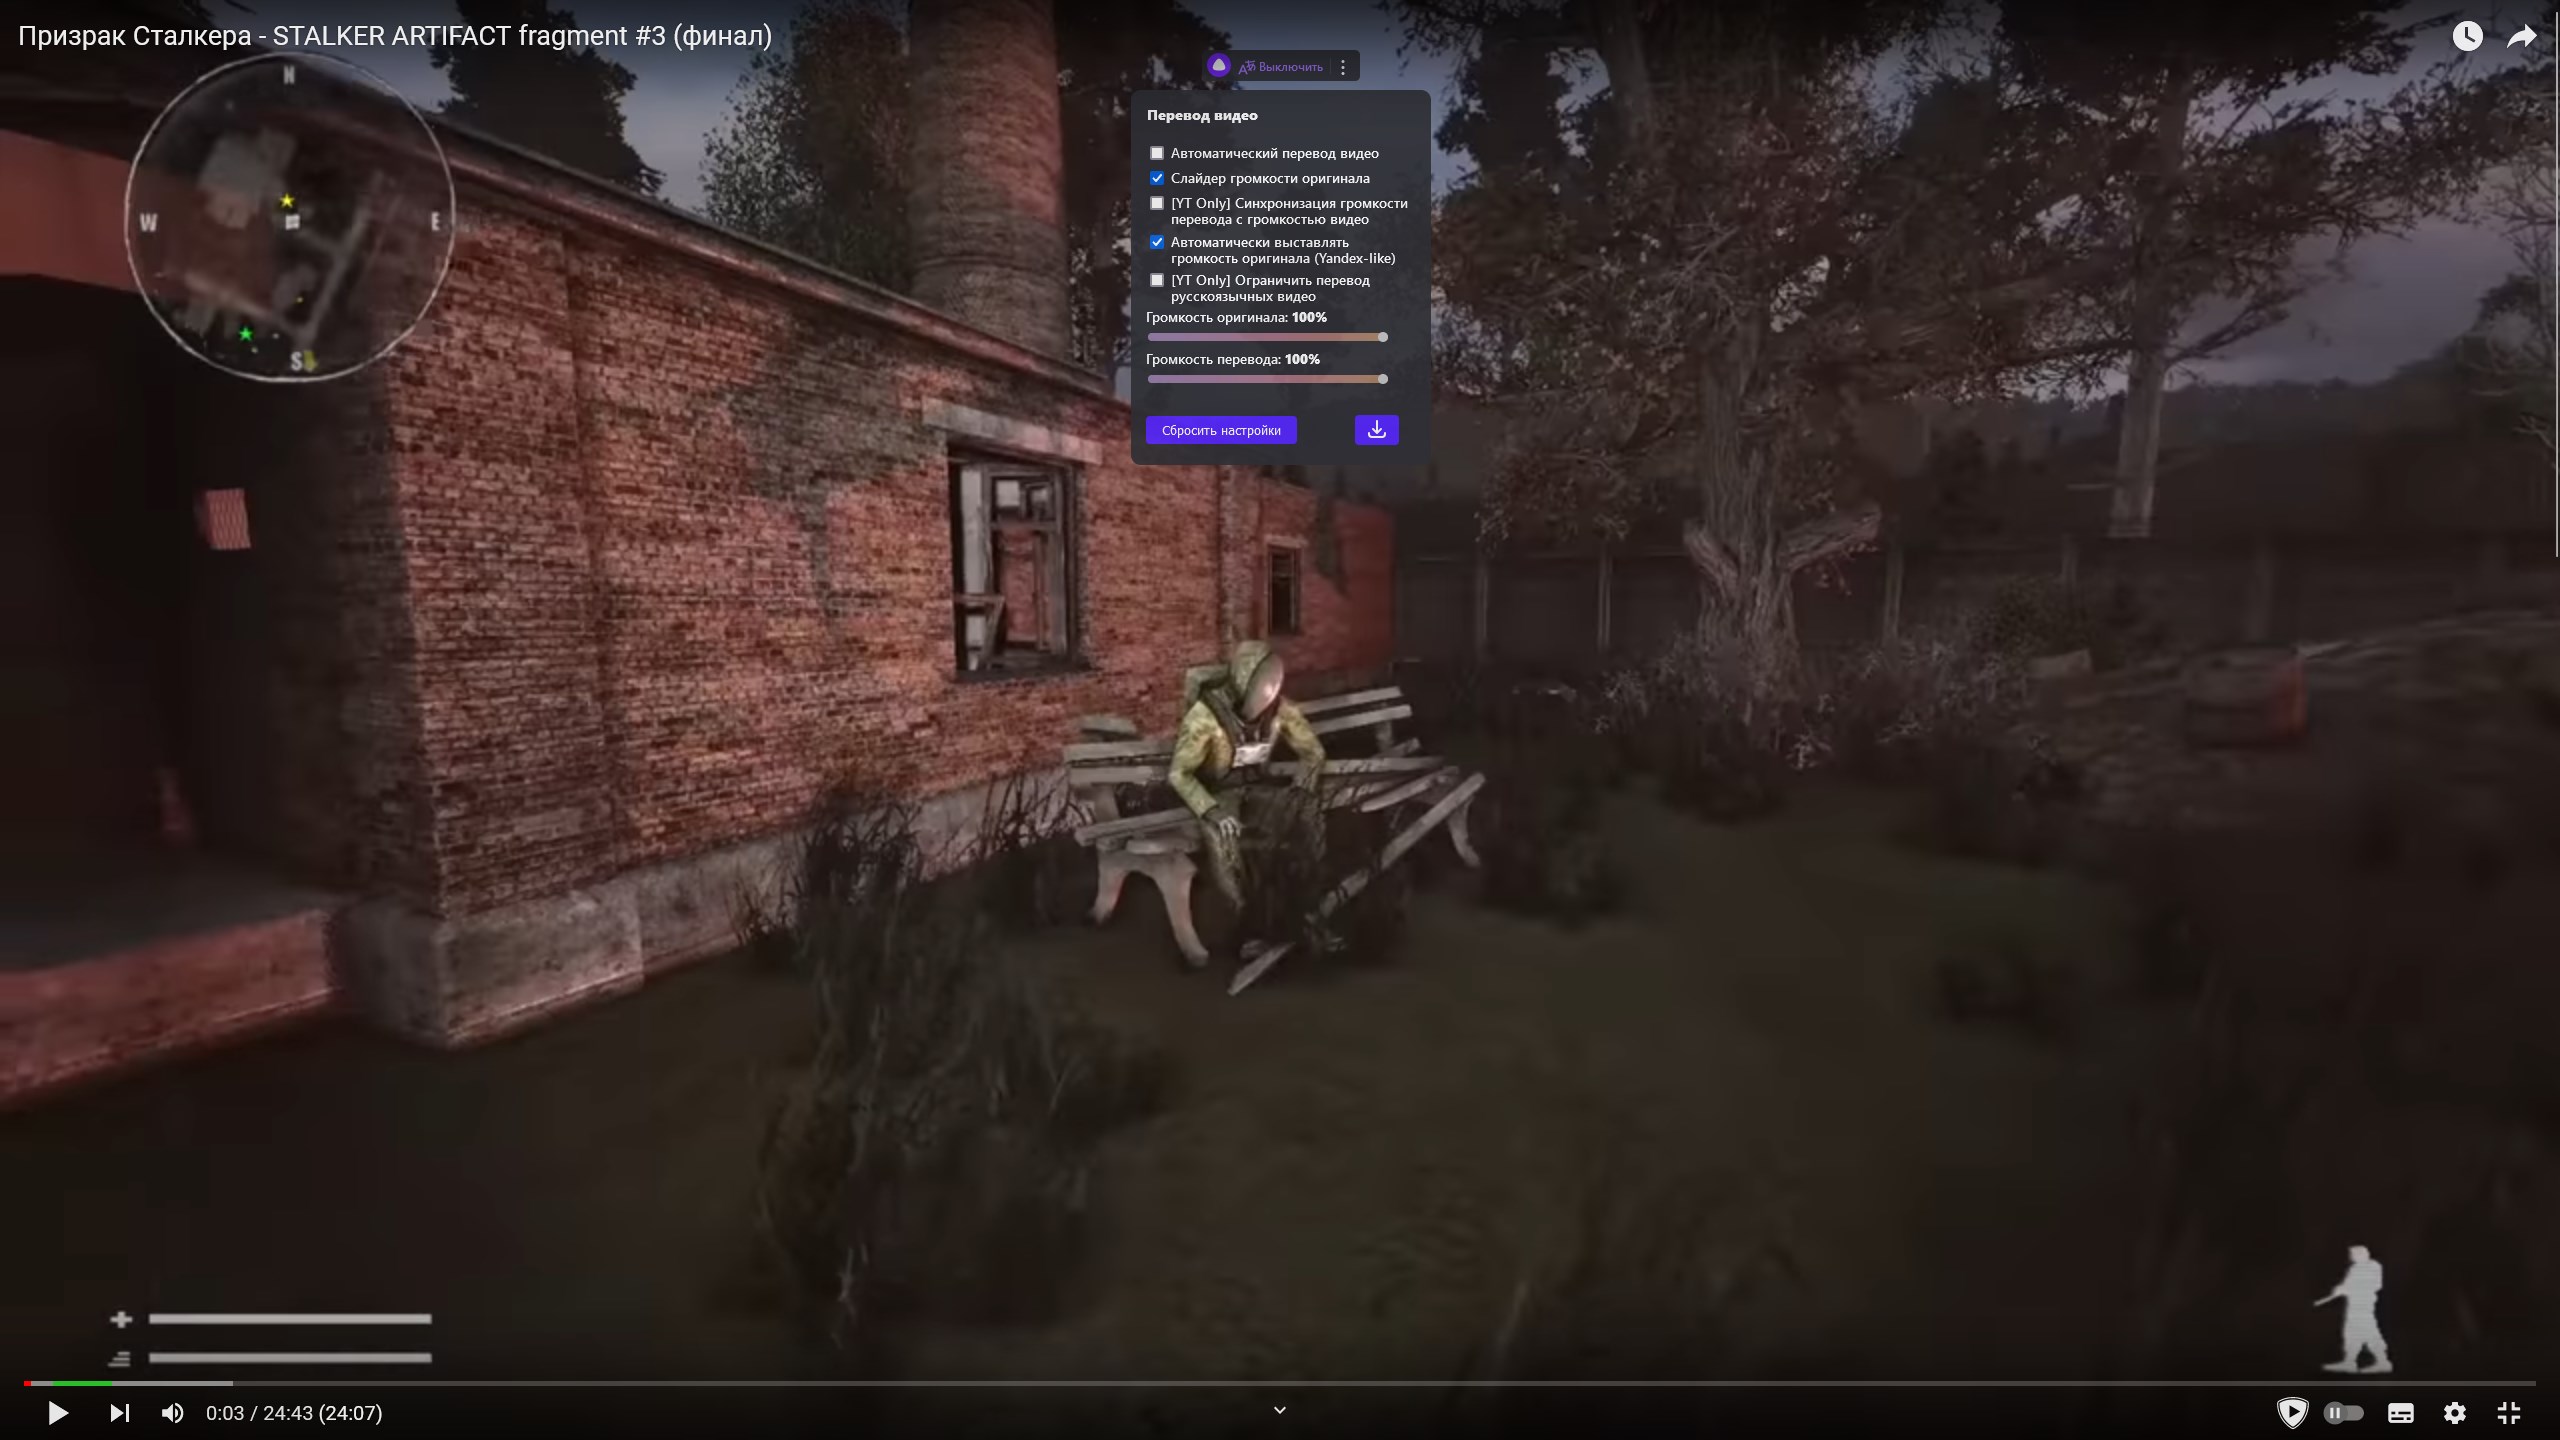 Призрак Сталкера - STALKER ARTIFACT fragment #3 (финал)
Выключить
N
W
E
S
Перевод видео
Автоматический перевод видео
Слайдер громкости оригинала
[YT Only] Синхронизация громкости
перевода с громкостью видео
Автоматически выставлять
громкость оригинала (Yandex-like)
[YT Only] Ограничить перевод
русскоязычных видео
Громкость оригинала: 100%
Громкость перевода: 100%
Сбросить настройки
0:03 / 24:43 (24:07)